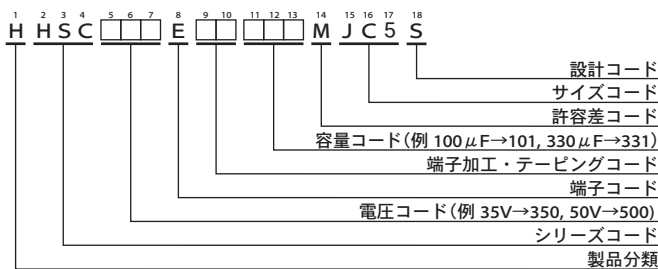 1 2 3 4 5 6 7 8 9 10 11 12 13 14 15 16 17 18
H H S C □□□ E □□ □□□ M J C 5 S
設計コード
サイズコード
許容差コード
容量コード(例 100μF→101, 330μF→331)
端子加工・テーピングコード
端子コード
電圧コード(例 35V→350, 50V→500)
シリーズコード
製品分類